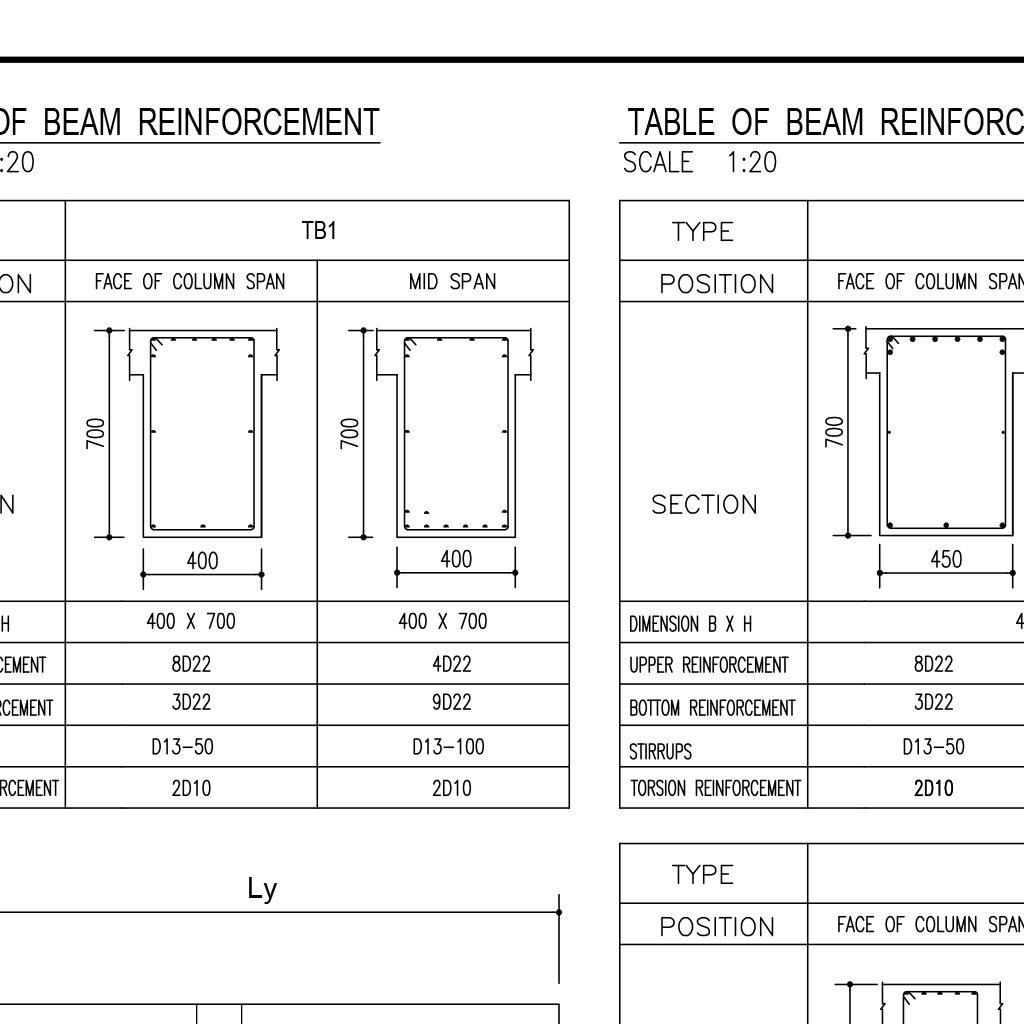 OF BEAM REINFORCEMENT
:20
TB1
ON FACE OF COLUMN SPAN MID SPAN
700 700
N
400 400
H 400 X 700 400 X 700
CEMENT 8D22 4D22
RCEMENT 3D22 9D22
D13-50 D13-100
RCEMENT 2D10 2D10
Ly
TABLE OF BEAM REINFORC
SCALE 1:20
TYPE
POSITION FACE OF COLUMN SPAN
700
SECTION
450
DIMENSION B X H 4
UPPER REINFORCEMENT 8D22
BOTTOM REINFORCEMENT 3D22
STIRRUPS D13-50
TORSION REINFORCEMENT 2D10
TYPE
POSITION FACE OF COLUMN SPAN